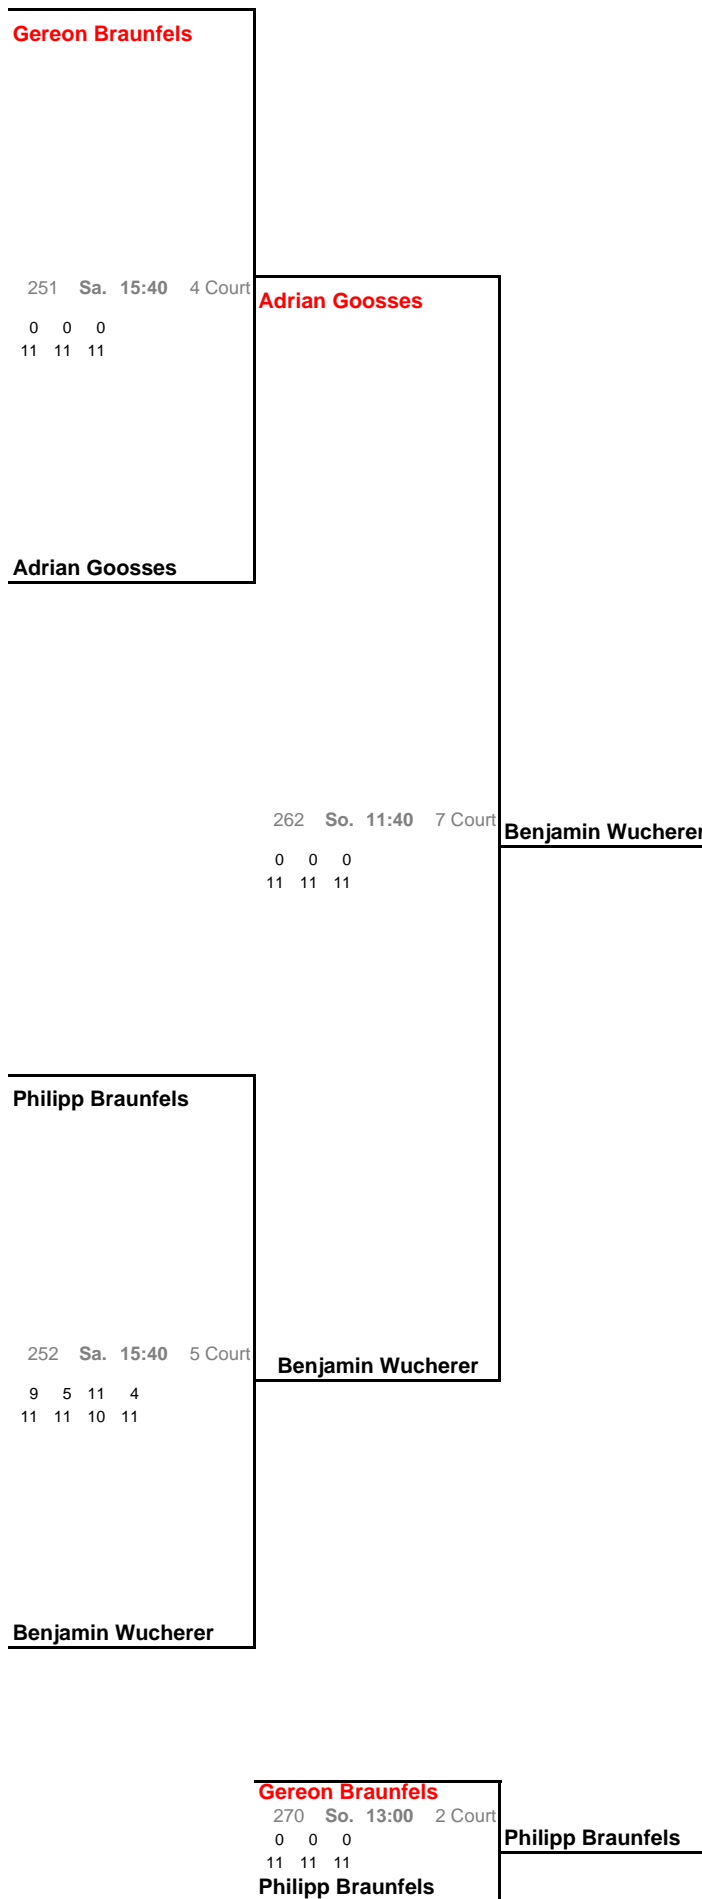 Gereon Braunfels
251 Sa. 15:40 4 Court
Adrian Goosses
0 0 0
11 11 11
Adrian Goosses
262 So. 11:40 7 Court
Benjamin Wucherer
0 0 0
11 11 11
Philipp Braunfels
252 Sa. 15:40 5 Court
Benjamin Wucherer
9 5 11 4
11 11 10 11
Benjamin Wucherer
Gereon Braunfels
270 So. 13:00 2 Court
0 0 0
Philipp Braunfels
11 11 11
Philipp Braunfels